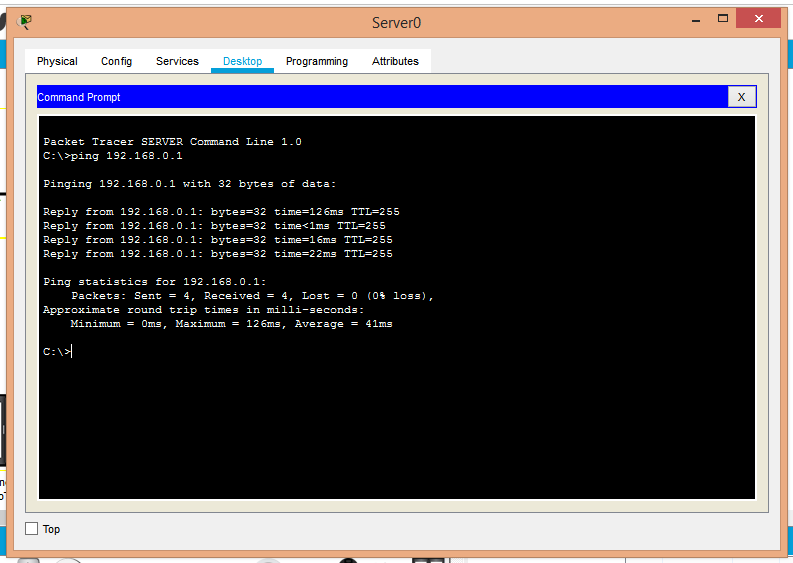 Server0
Physical Config Services Desktop Programming Attributes
Command Prompt X
Packet Tracer SERVER Command Line 1.0
C:\>ping 192.168.0.1
Pinging 192.168.0.1 with 32 bytes of data:
Reply from 192.168.0.1: bytes=32 time=126ms TTL=255
Reply from 192.168.0.1: bytes=32 time<1ms TTL=255
Reply from 192.168.0.1: bytes=32 time=16ms TTL=255
Reply from 192.168.0.1: bytes=32 time=22ms TTL=255
Ping statistics for 192.168.0.1:
Packets: Sent = 4, Received = 4, Lost = 0 (0% loss),
Approximate round trip times in milli-seconds:
Minimum = 0ms, Maximum = 126ms, Average = 41ms
C:\>
Top